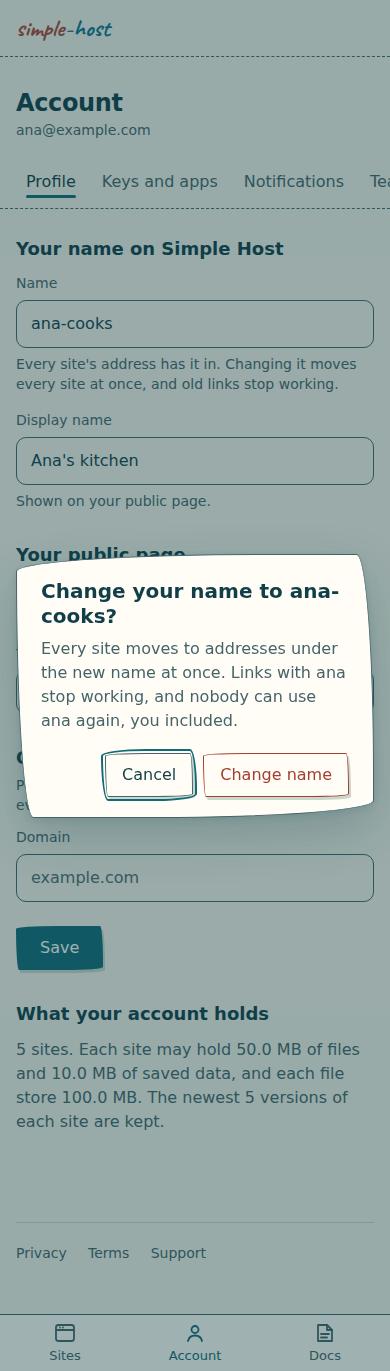 simple-host
Account
ana@example.com
Profile Keys and apps Notifications
Your name on Simple Host
Name
ana-cooks
Every site's address has it in. Changing it moves
every site at once, and old links stop working.
Display name
Ana's kitchen
Shown on your public page.
Your public page
Change your name to ana-
cooks?
Every site moves to addresses under
the new name at once. Links with ana
stop working, and nobody can use
ana again, you included.
Cancel Change name
Domain
example.com
Save
What your account holds
5 sites. Each site may hold 50.0 MB of files
and 10.0 MB of saved data, and each file
store 100.0 MB. The newest 5 versions of
each site are kept.
Privacy Terms Support
Sites Account Docs